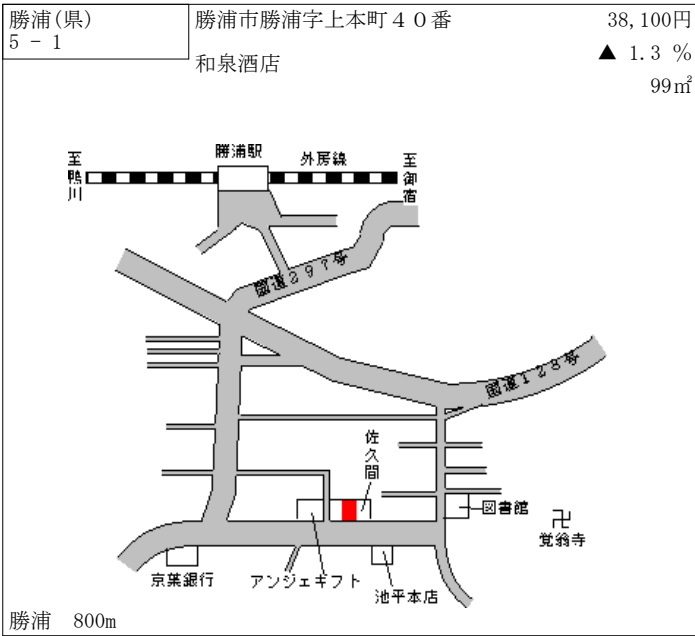 勝浦(県)
5 - 1
勝浦市勝浦字上本町40番
和泉酒店
38,100円
▲ 1.3 %
99㎡
勝浦駅
外房線
至鴨川
至御宿
国道297号
国道128号
佐久間
図書館
覚翁寺
京葉銀行
アンジェギフト
池平本店
勝浦 800m